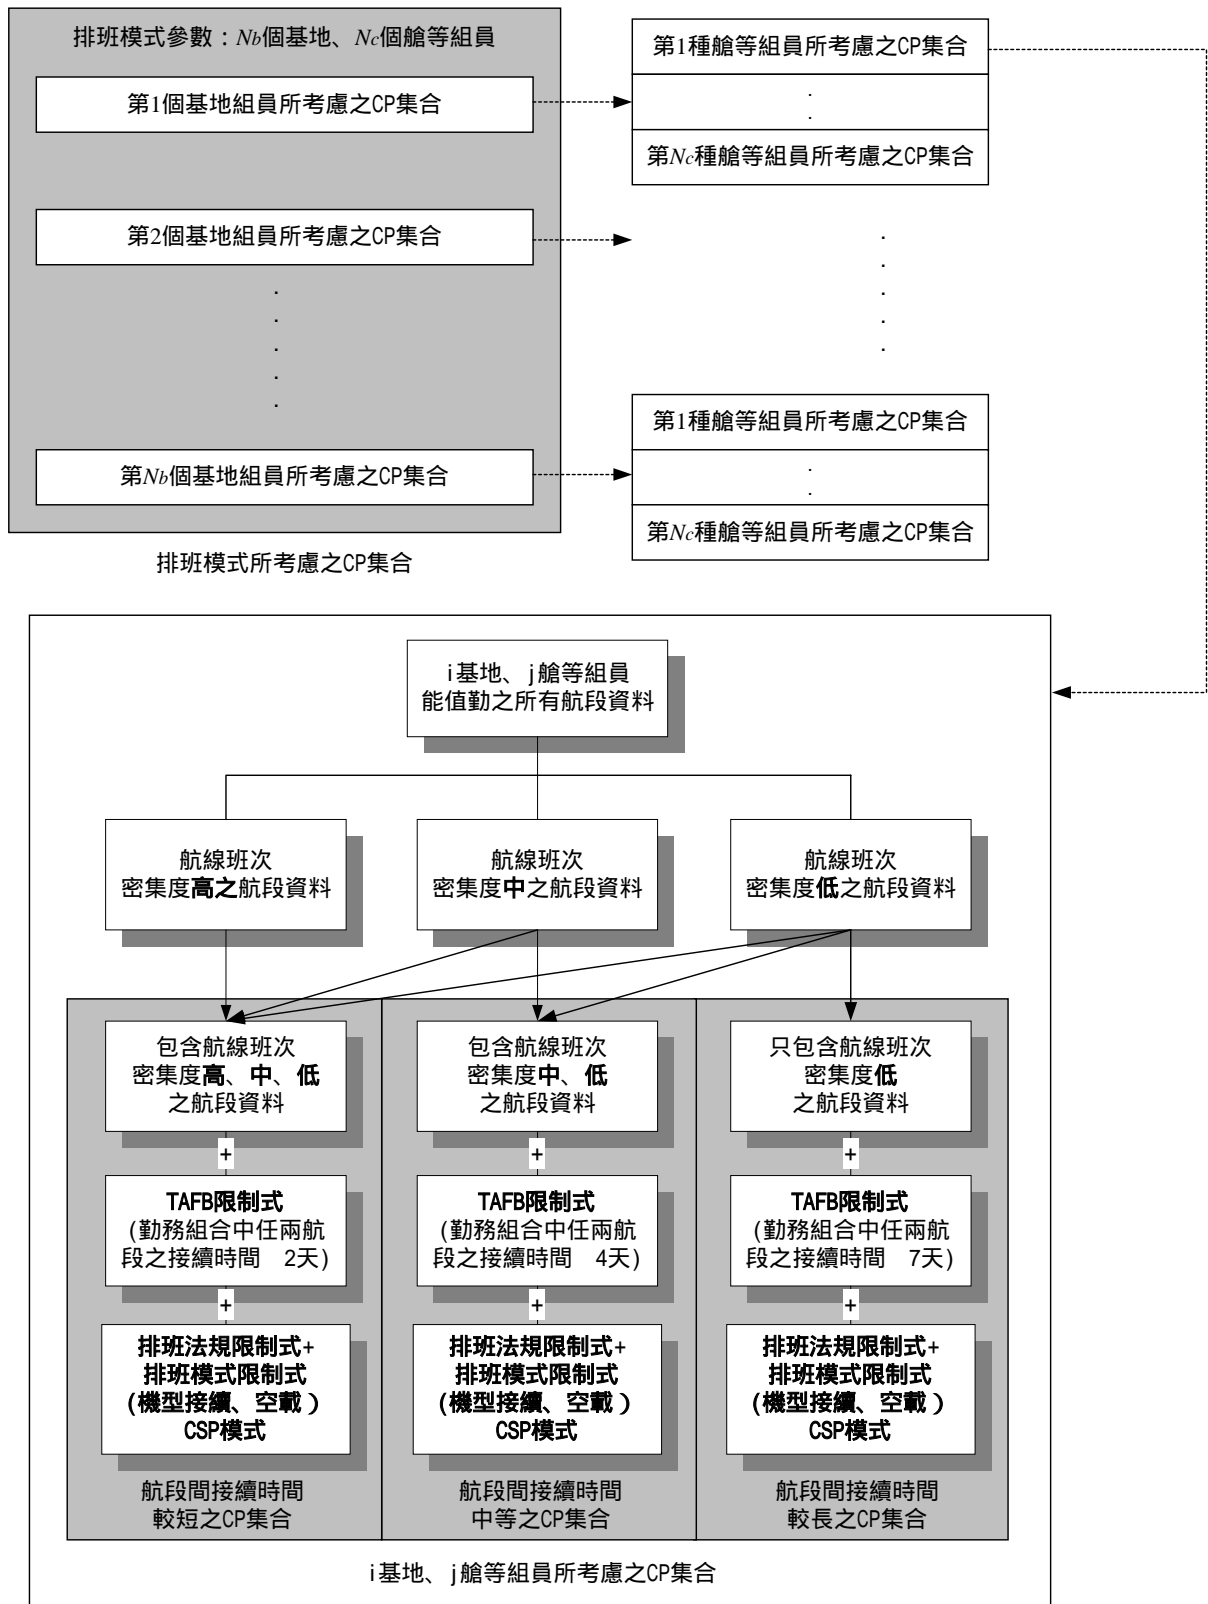 排班模式參數：Nb個基地、Nc個艙等組員
第1個基地組員所考慮之CP集合
第2個基地組員所考慮之CP集合
第Nb個基地組員所考慮之CP集合
排班模式所考慮之CP集合
第1種艙等組員所考慮之CP集合
第Nc種艙等組員所考慮之CP集合
第1種艙等組員所考慮之CP集合
第Nc種艙等組員所考慮之CP集合
i基地、j艙等組員
能值勤之所有航段資料
航線班次
密集度高之航段資料
航線班次
密集度中之航段資料
航線班次
密集度低之航段資料
包含航線班次
密集度高、中、低
之航段資料
+
TAFB限制式
(勤務組合中任兩航
段之接續時間　2天)
+
排班法規限制式+
排班模式限制式
(機型接續、空載)
CSP模式
航段間接續時間
較短之CP集合
包含航線班次
密集度中、低
之航段資料
+
TAFB限制式
(勤務組合中任兩航
段之接續時間　4天)
+
排班法規限制式+
排班模式限制式
(機型接續、空載)
CSP模式
航段間接續時間
中等之CP集合
只包含航線班次
密集度低
之航段資料
+
TAFB限制式
(勤務組合中任兩航
段之接續時間　7天)
+
排班法規限制式+
排班模式限制式
(機型接續、空載)
CSP模式
航段間接續時間
較長之CP集合
i基地、j艙等組員所考慮之CP集合